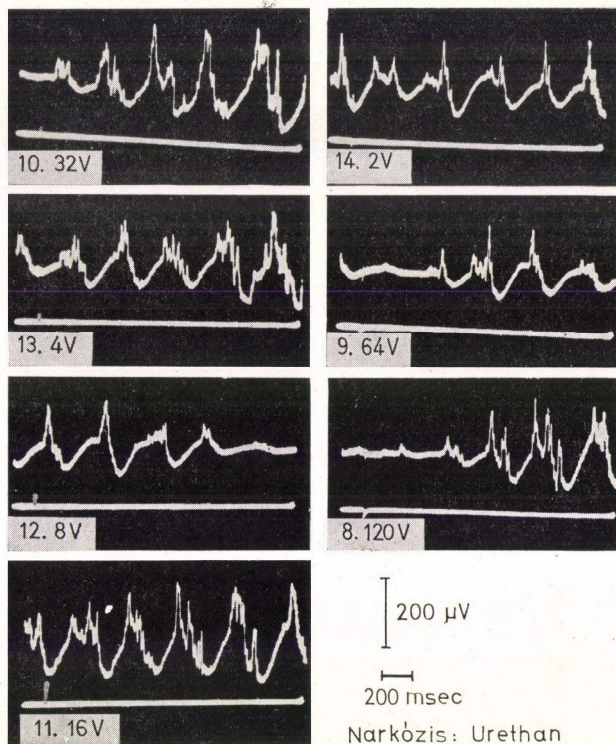 10. 32V
14. 2V
13. 4V
9. 64V
12. 8V
8. 120V
11. 16V
200 μV
200 msec
Narkózis: Urethan